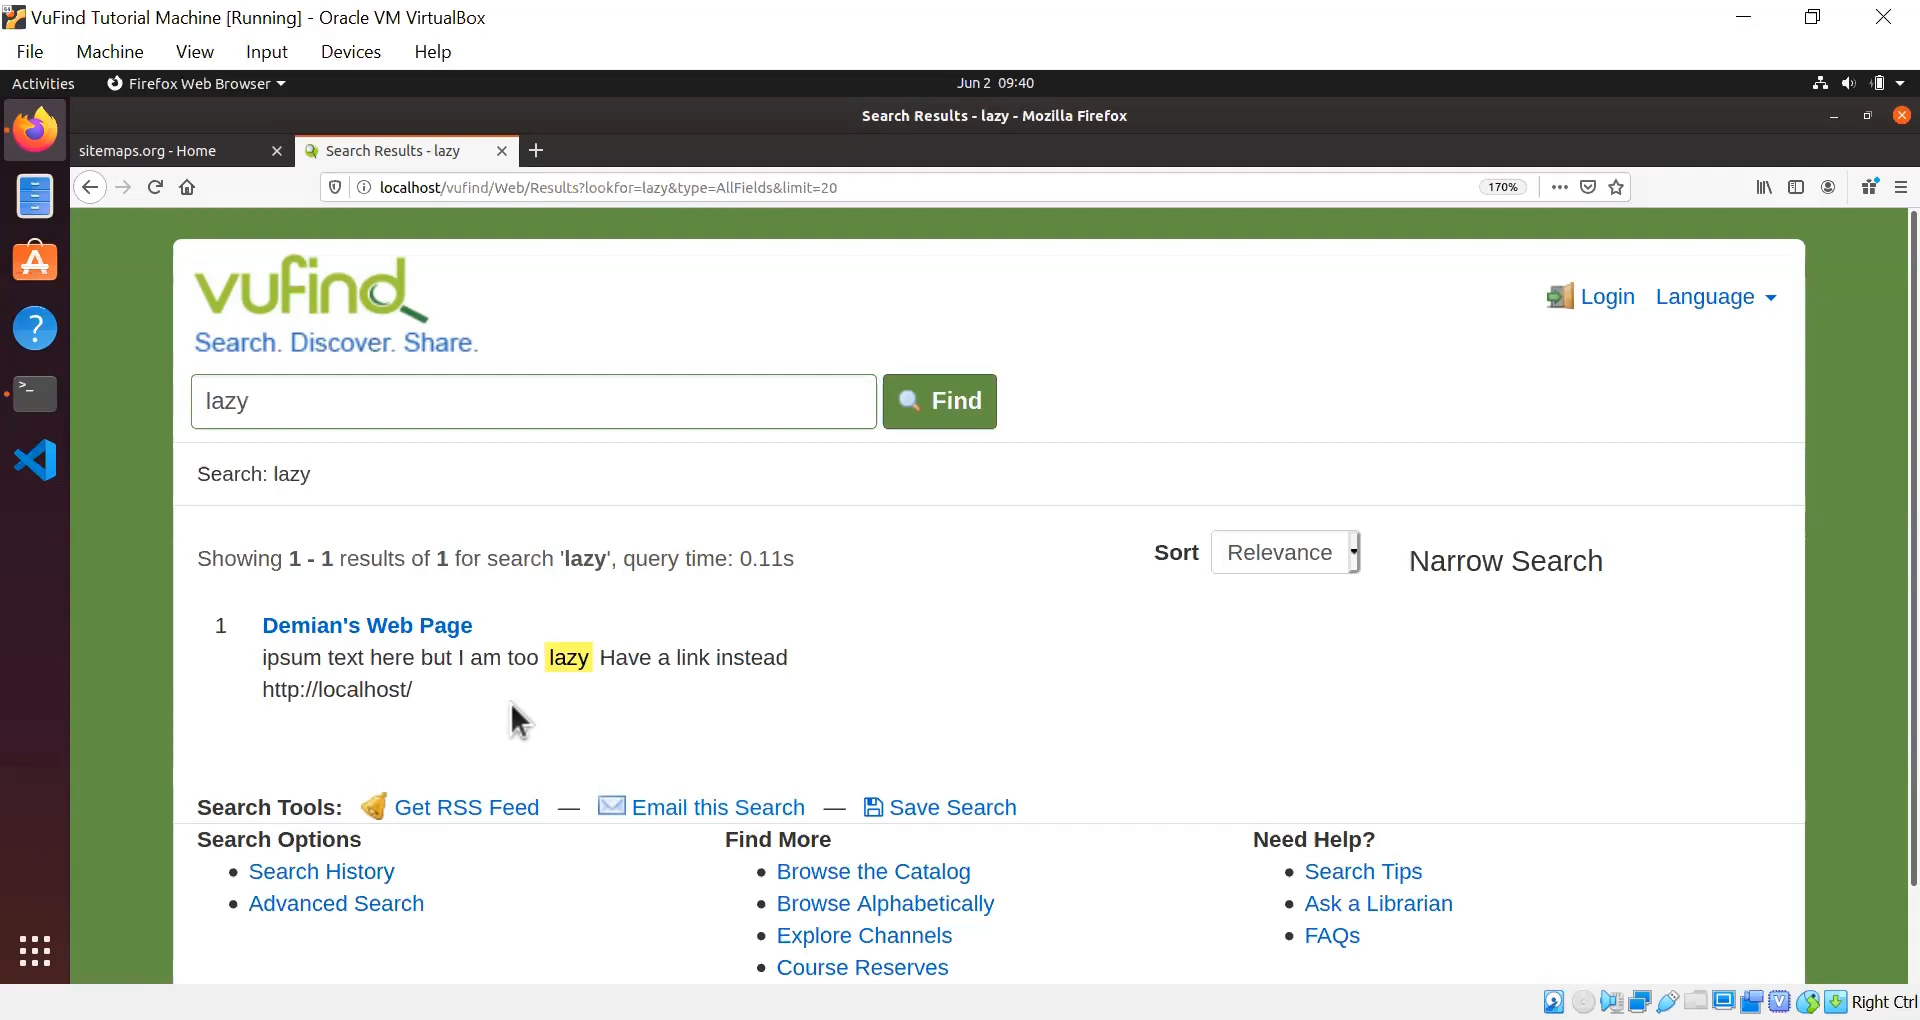 VuFind Tutorial Machine [Running] - Oracle VM VirtualBox
File Machine View Input Devices Help
Activities Firefox Web Browser Jun 2 09:40
Search Results - lazy - Mozilla Firefox
sitemaps.org - Home Search Results - lazy
localhost/vufind/Web/Results?lookfor=lazy&type=AllFields&limit=20 170%
vufind
Search. Discover. Share.
Login Language
lazy Find
Search: lazy
Showing 1 - 1 results of 1 for search 'lazy', query time: 0.11s
Sort Relevance
Narrow Search
1 Demian's Web Page
ipsum text here but I am too lazy Have a link instead
http://localhost/
Search Tools: Get RSS Feed — Email this Search — Save Search
Search Options
Search History
Advanced Search
Find More
Browse the Catalog
Browse Alphabetically
Explore Channels
Course Reserves
Need Help?
Search Tips
Ask a Librarian
FAQs
Right Ctrl